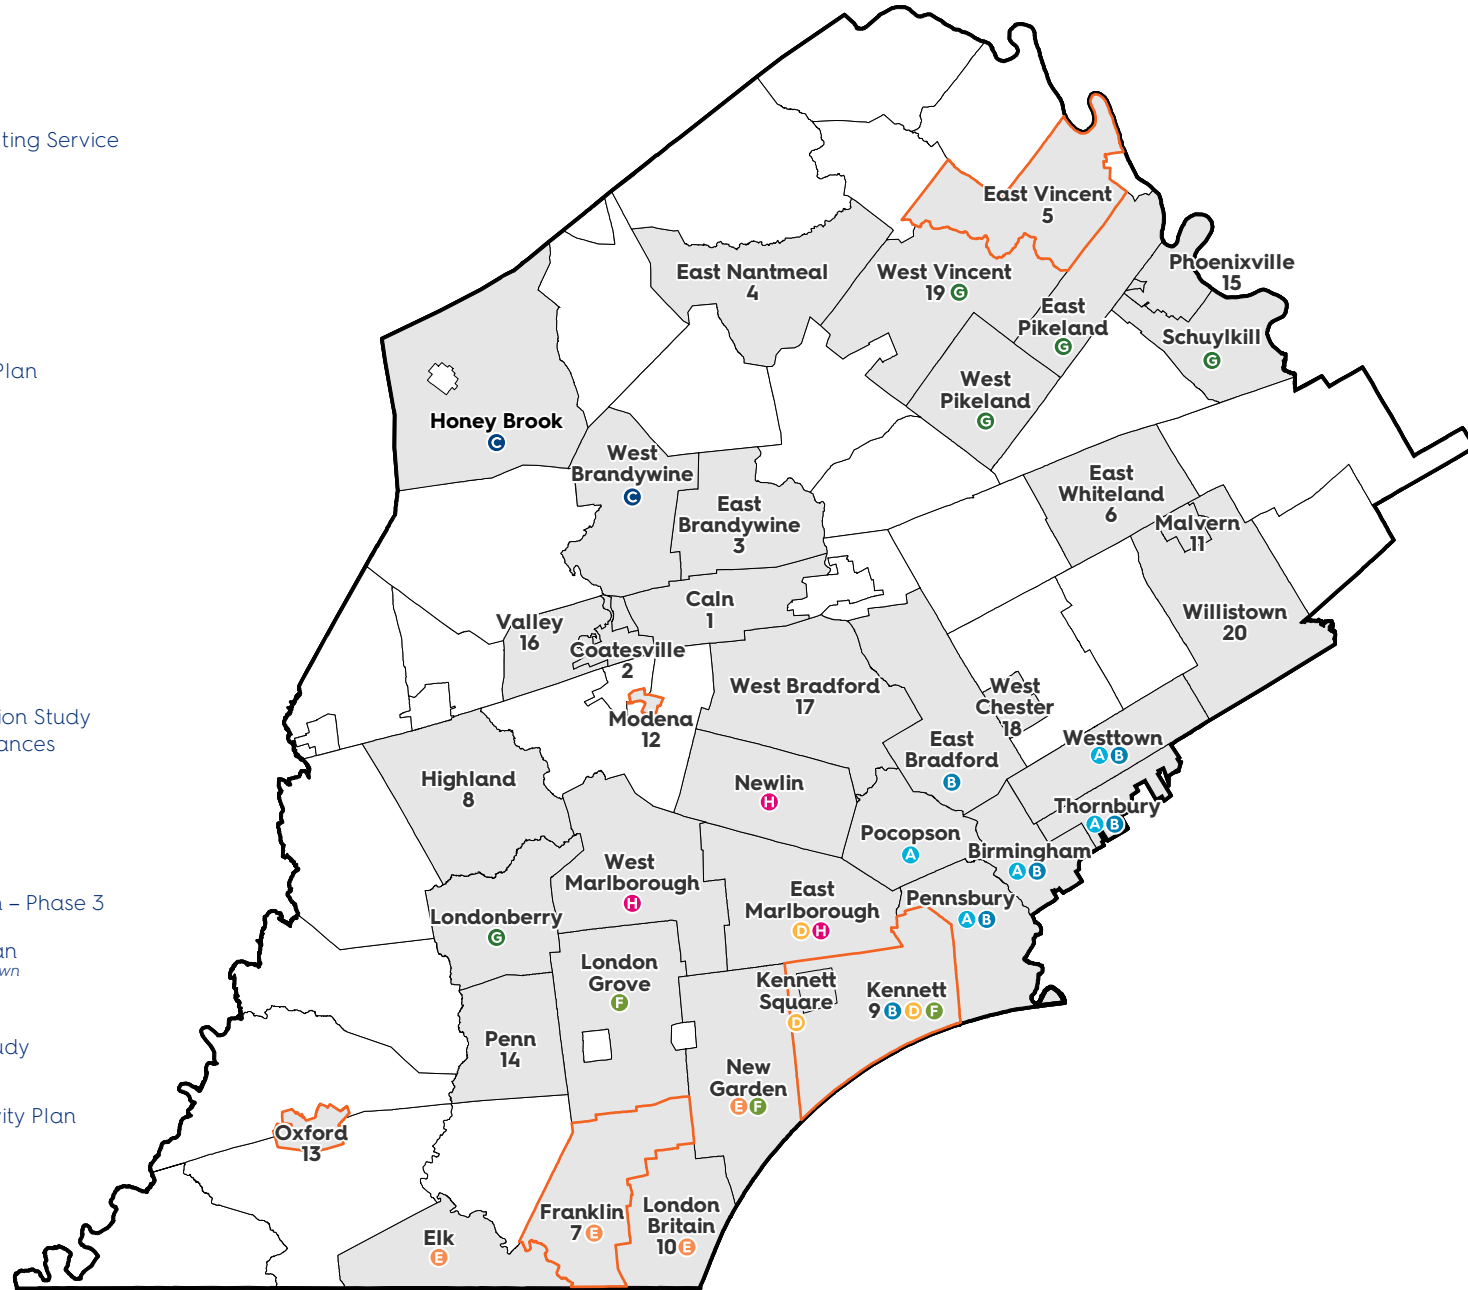 ting Service
Plan
ion Study
ances
– Phase 3
an
wn
udy
vity Plan
East Vincent
5
Phoenixville
15
East Nantmeal
4
West Vincent
19 G
East
Pikeland
G
Schuylkill
G
West
Pikeland
G
Honey Brook
C
West
Brandywine
C
East
Brandywine
3
East
Whiteland
6
Malvern
11
Caln
1
Valley
16
Coatesville
2
Willistown
20
West Bradford
17
West
Chester
18
Modena
12
East
Bradford
B
Westtown
A B
Highland
8
Newlin
H
Thornbury
A B
Pocopson
A
Birmingham
A B
West
Marlborough
H
East
Marlborough
D H
Pennsbury
A B
Londonberry
G
London
Grove
F
Kennett
Square
D
Kennett
9 B D F
Penn
14
New
Garden
E F
Oxford
13
Franklin
7 E
London
Britain
10 E
Elk
E